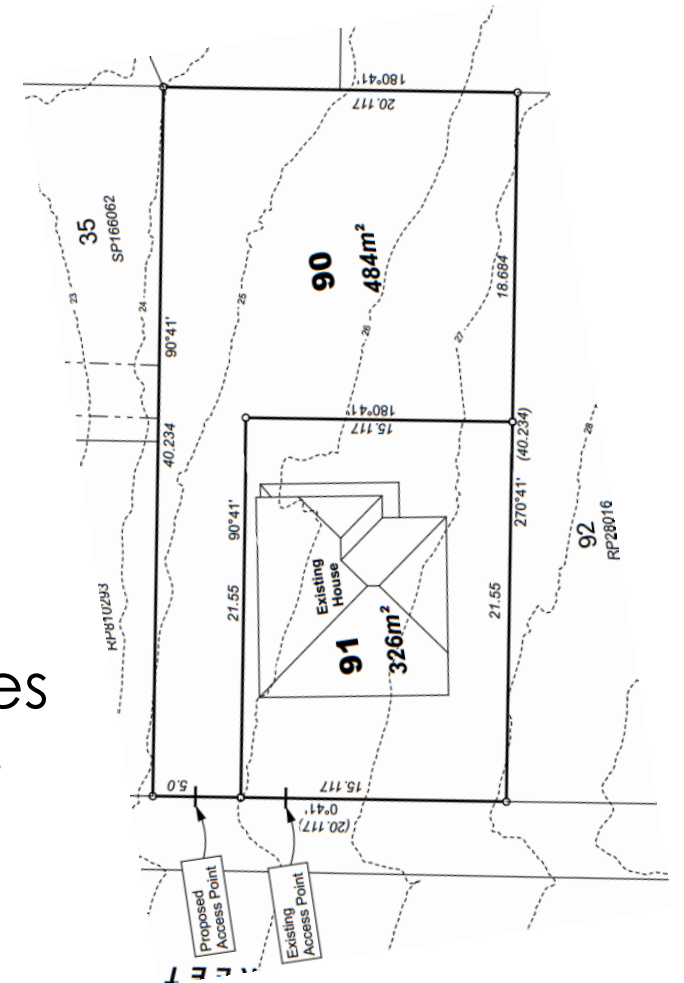 180°41'
20.117
35
SP166062
23
24
25
26
27
28
90
484m²
18.684
90°41'
40.234
180°41'
15.117
(40.234)
270°41'
92
RP28016
90°41'
21.55
21.55
RP810293
Existing
House
91
326m²
es
5.0
15.117
0°41'
(20.117)
Proposed
Access Point
Existing
Access Point